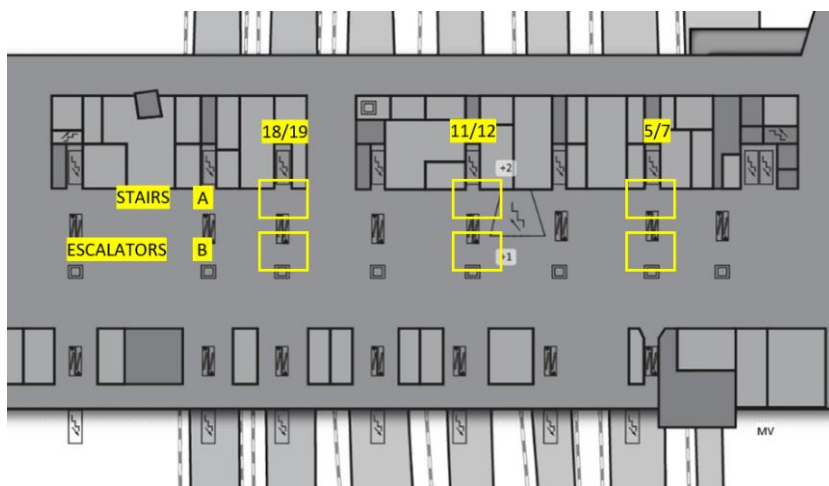 18/19
11/12
5/7
+2
STAIRS A
ESCALATORS B
+1
MV